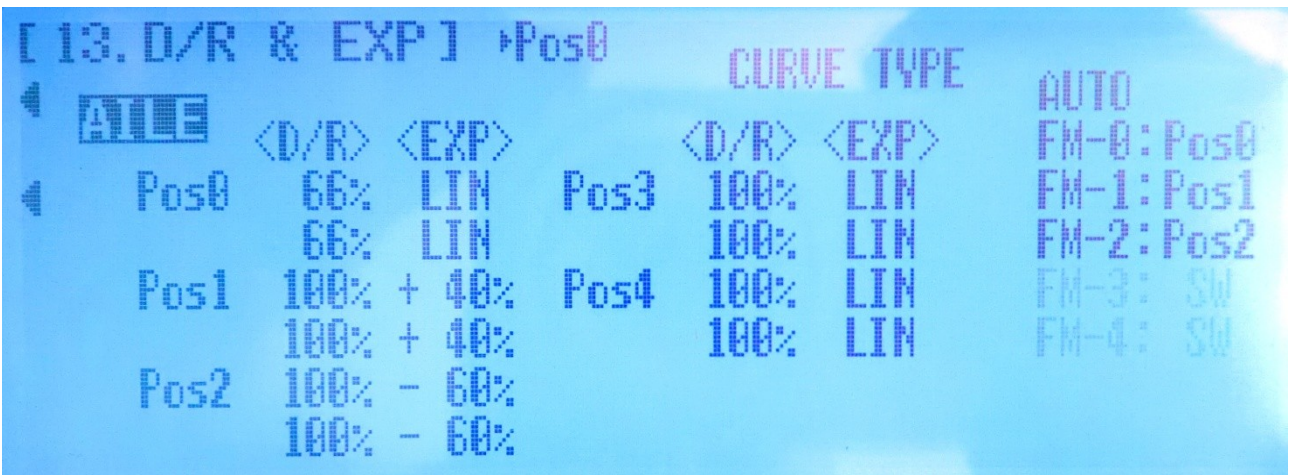 [13.D/R & EXP] ▸Pos0
CURVE TYPE
AILE
<D/R> <EXP> <D/R> <EXP> AUTO
Pos0 66% LIN Pos3 100% LIN FM-0:Pos0
66% LIN 100% LIN FM-1:Pos1
Pos1 100% + 40% Pos4 100% LIN FM-2:Pos2
100% + 40% 100% LIN FM-3: SW
Pos2 100% - 60% FM-4: SW
100% - 60%